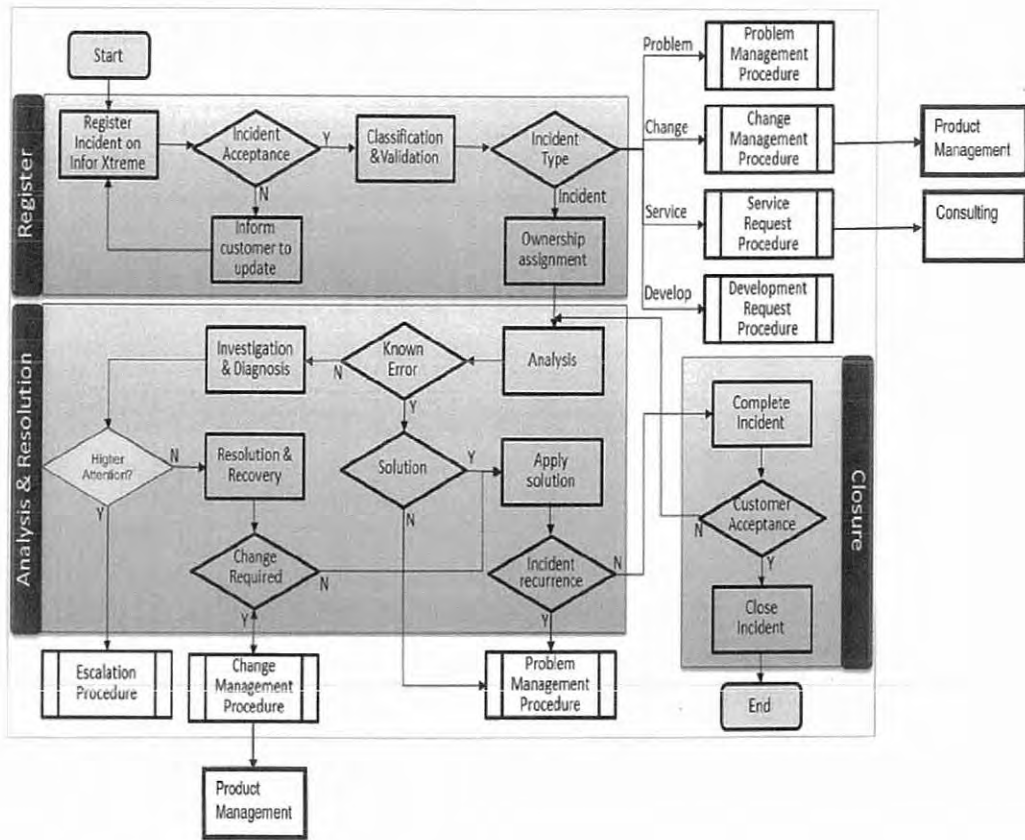 Start
Register
Register
Incident on
Infor Xtreme
Incident
Acceptance
Y
N
Inform
customer to
update
Classification
&Validation
Incident
Type
Incident
Ownership
assignment
Problem
Problem
Management
Procedure
Change
Change
Management
Procedure
Product
Management
Service
Service
Request
Procedure
Consulting
Develop
Development
Request
Procedure
Analysis & Resolution
Analysis
Known
Error
N
Y
Investigation
& Diagnosis
Higher
Attention?
N
Y
Resolution &
Recovery
Solution
Y
N
Apply
solution
Change
Required
N
Y
Incident
recurrence
N
Y
Escalation
Procedure
Change
Management
Procedure
Problem
Management
Procedure
Product
Management
Closure
Complete
Incident
Customer
Acceptance
N
Y
Close
Incident
End